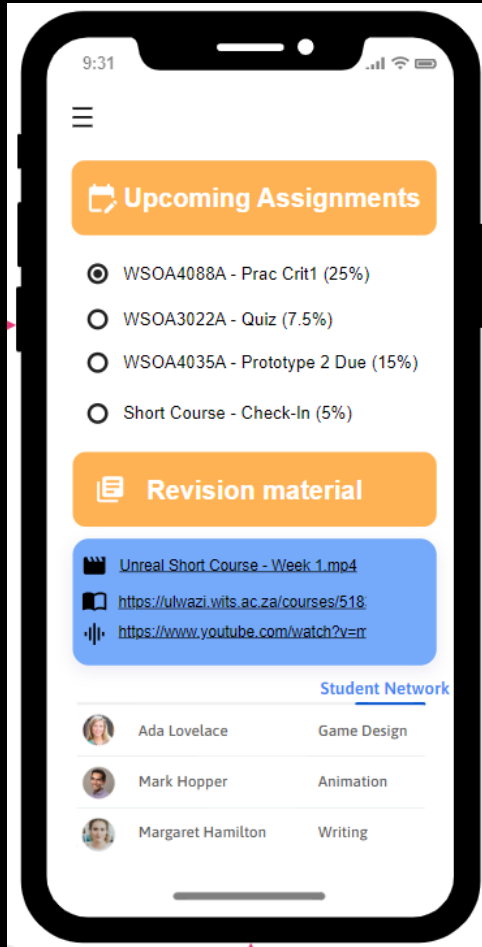 9:31
Upcoming Assignments
WSOA4088A - Prac Crit1 (25%)
WSOA3022A - Quiz (7.5%)
WSOA4035A - Prototype 2 Due (15%)
Short Course - Check-In (5%)
Revision material
Unreal Short Course - Week 1.mp4
https://ulwazi.wits.ac.za/courses/518
https://www.youtube.com/watch?v=m
Student Network
Ada Lovelace Game Design
Mark Hopper Animation
Margaret Hamilton Writing